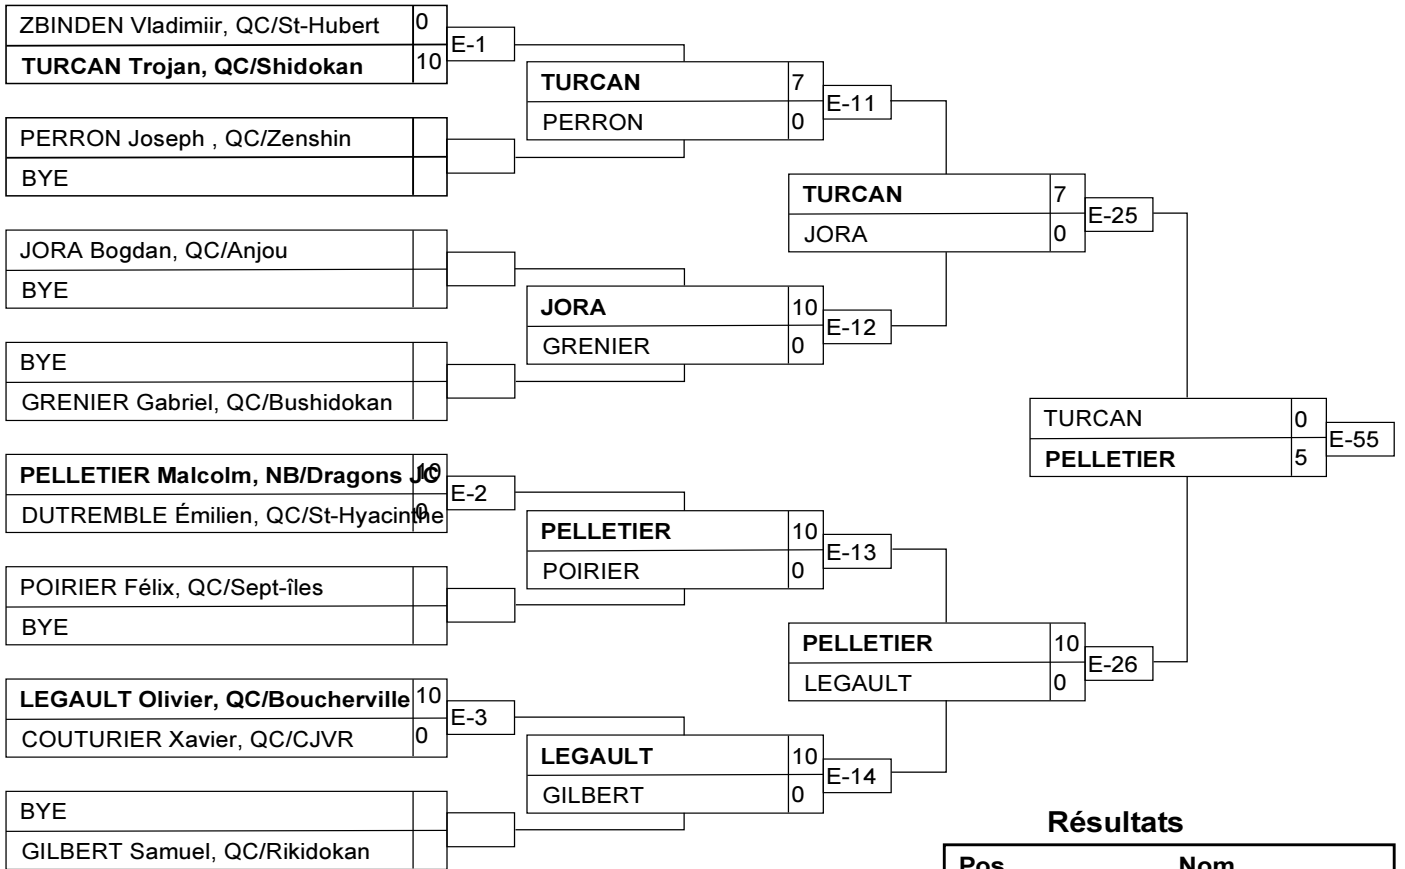 ZBINDEN Vladimiir, QC/St-Hubert 0
TURCAN Trojan, QC/Shidokan 10
E-1
PERRON Joseph , QC/Zenshin
BYE
JORA Bogdan, QC/Anjou
BYE
BYE
GRENIER Gabriel, QC/Bushidokan
PELLETIER Malcolm, NB/Dragons JC 10
DUTREMBLE Émilien, QC/St-Hyacinthe 0
E-2
POIRIER Félix, QC/Sept-îles
BYE
LEGAULT Olivier, QC/Boucherville 10
COUTURIER Xavier, QC/CJVR 0
E-3
BYE
GILBERT Samuel, QC/Rikidokan
TURCAN 7
PERRON 0
E-11
JORA 10
GRENIER 0
E-12
PELLETIER 10
POIRIER 0
E-13
LEGAULT 10
GILBERT 0
E-14
TURCAN 7
JORA 0
E-25
PELLETIER 10
LEGAULT 0
E-26
TURCAN 0
PELLETIER 5
E-55
Résultats
Pos Nom